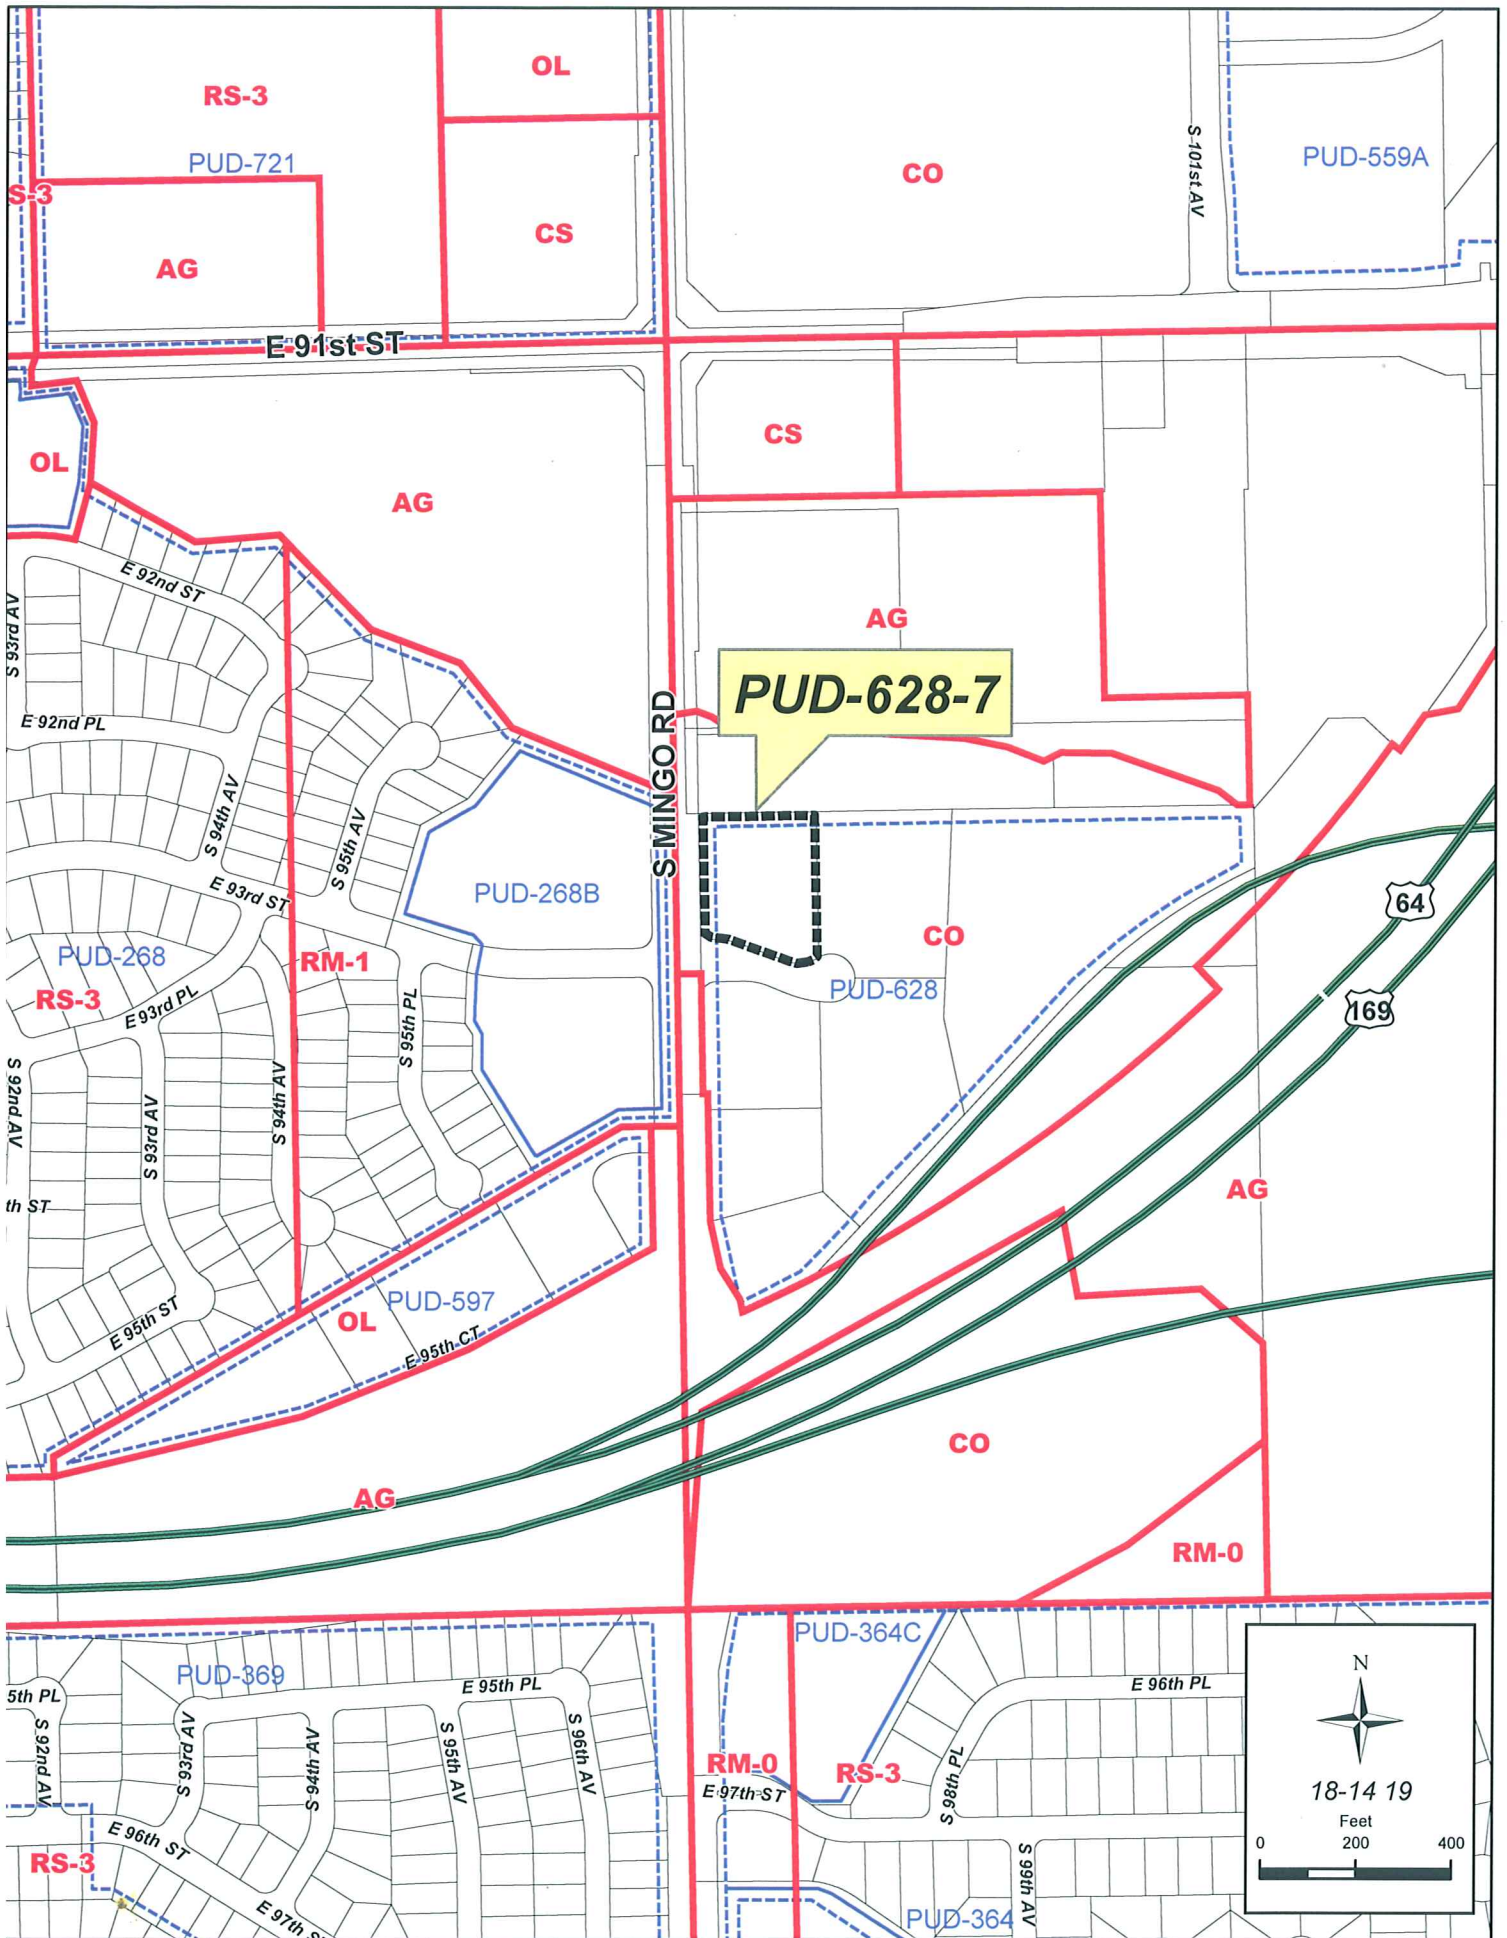 OL
RS-3
PUD-721
CO
S 101st AV
PUD-559A
S-3
CS
AG
E 91st ST
CS
OL
AG
E 92nd ST
S 93rd AV
AG
PUD-628-7
S MINGO RD
E 92nd PL
S 94th AV
S 95th AV
E 93rd ST
PUD-268B
64
CO
PUD-268
RM-1
PUD-628
RS-3
E 93rd PL
169
S 95th PL
S 92nd AV
S 93rd AV
S 94th AV
AG
th ST
PUD-597
OL
E 95th ST
E 95th CT
CO
AG
RM-0
PUD-364C
PUD-369
E 95th PL
E 96th PL
N
5th PL
S 92nd AV
S 93rd AV
S 94th AV
S 95th AV
S 96th AV
RM-0
RS-3
E 97th ST
S 98th PL
18-14 19
Feet
0 200 400
E 96th ST
RS-3
S 99th AV
E 97th S
PUD-364